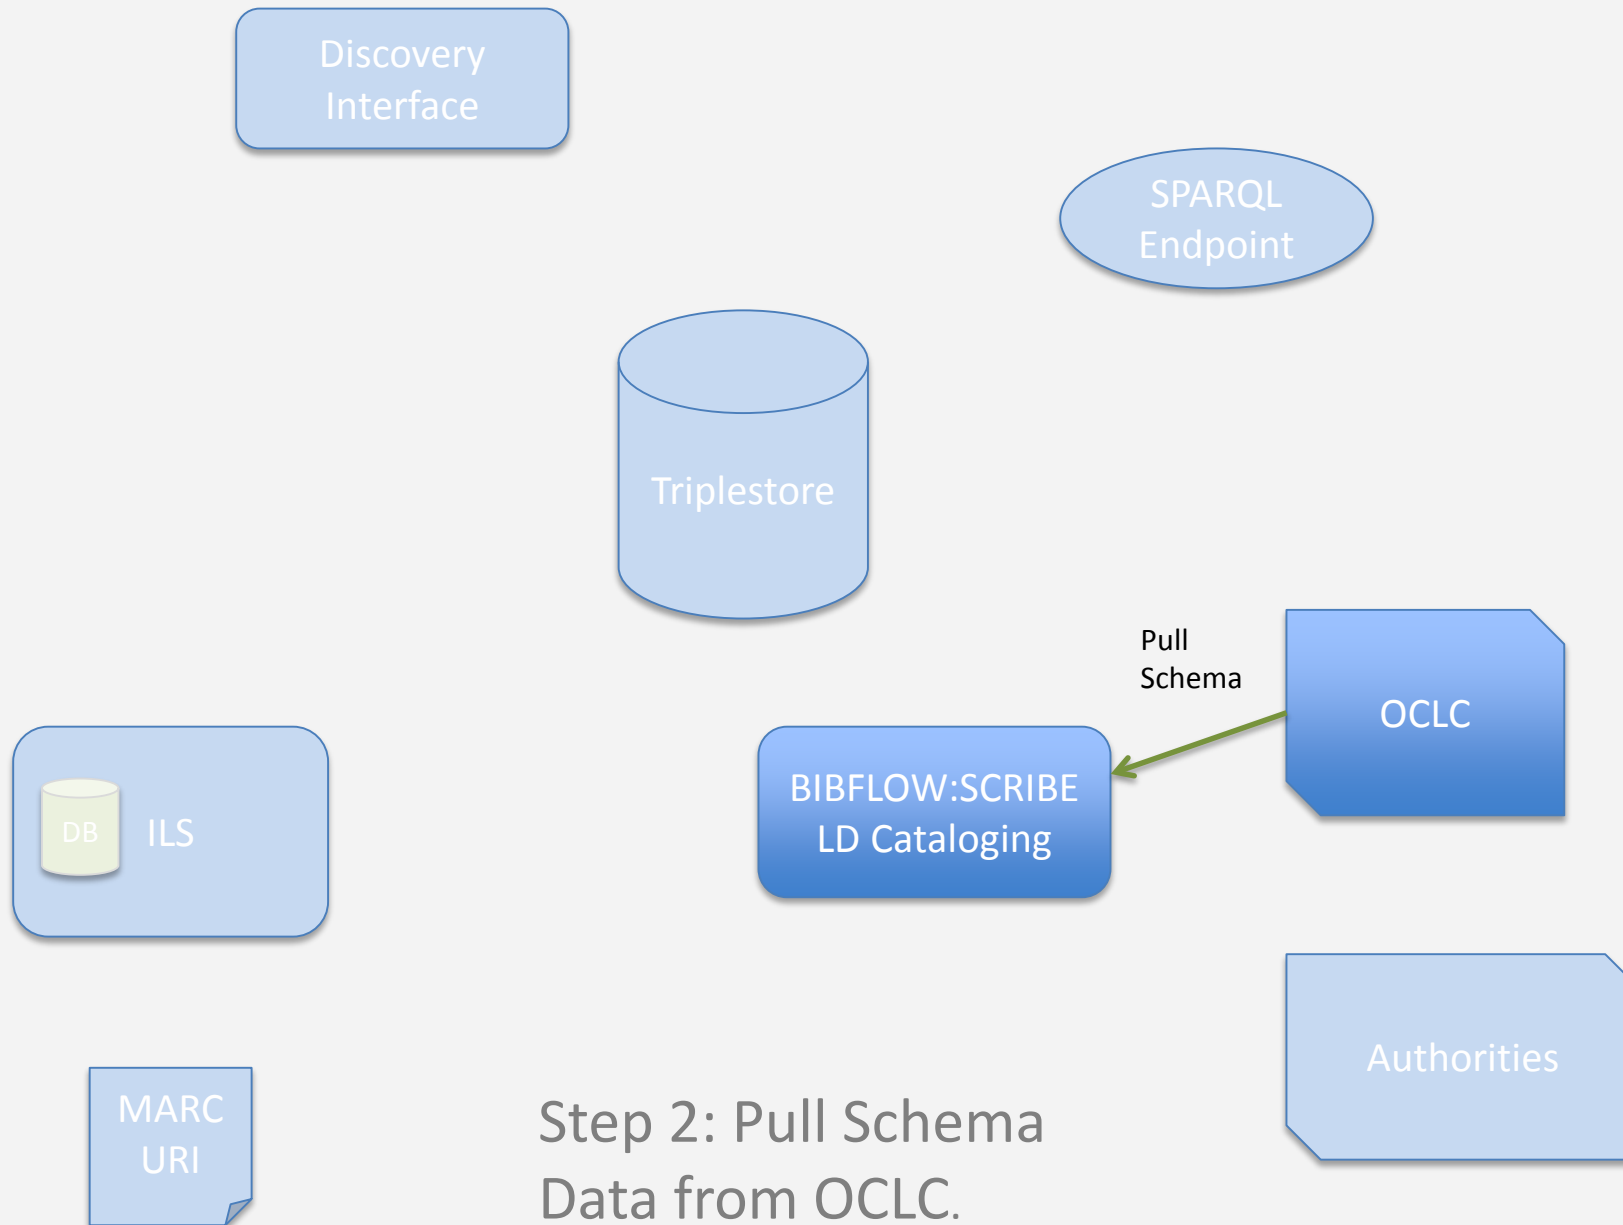 Discovery
Interface
SPARQL
Endpoint
Triplestore
Pull
Schema
OCLC
BIBFLOW:SCRIBE
LD Cataloging
DB
ILS
Authorities
MARC
URI
Step 2: Pull Schema
Data from OCLC.